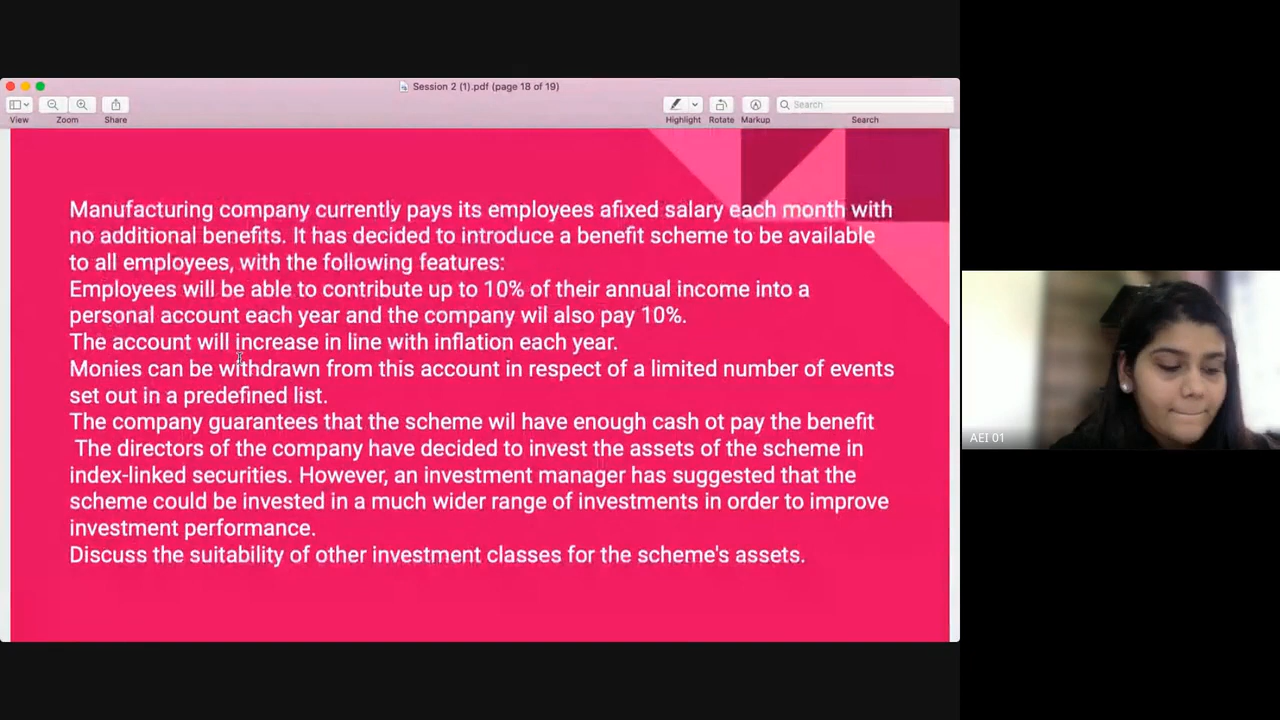 Session 2 (1).pdf (page 18 of 19)
Search
View
Zoom
Share
Highlight
Rotate
Markup
Search
Manufacturing company currently pays its employees afixed salary each month with
no additional benefits. It has decided to introduce a benefit scheme to be available
to all employees, with the following features:
Employees will be able to contribute up to 10% of their annual income into a
personal account each year and the company wil also pay 10%.
The account will increase in line with inflation each year.
Monies can be withdrawn from this account in respect of a limited number of events
set out in a predefined list.
The company guarantees that the scheme wil have enough cash ot pay the benefit
The directors of the company have decided to invest the assets of the scheme in
index-linked securities. However, an investment manager has suggested that the
scheme could be invested in a much wider range of investments in order to improve
investment performance.
Discuss the suitability of other investment classes for the scheme's assets.
AEI 01